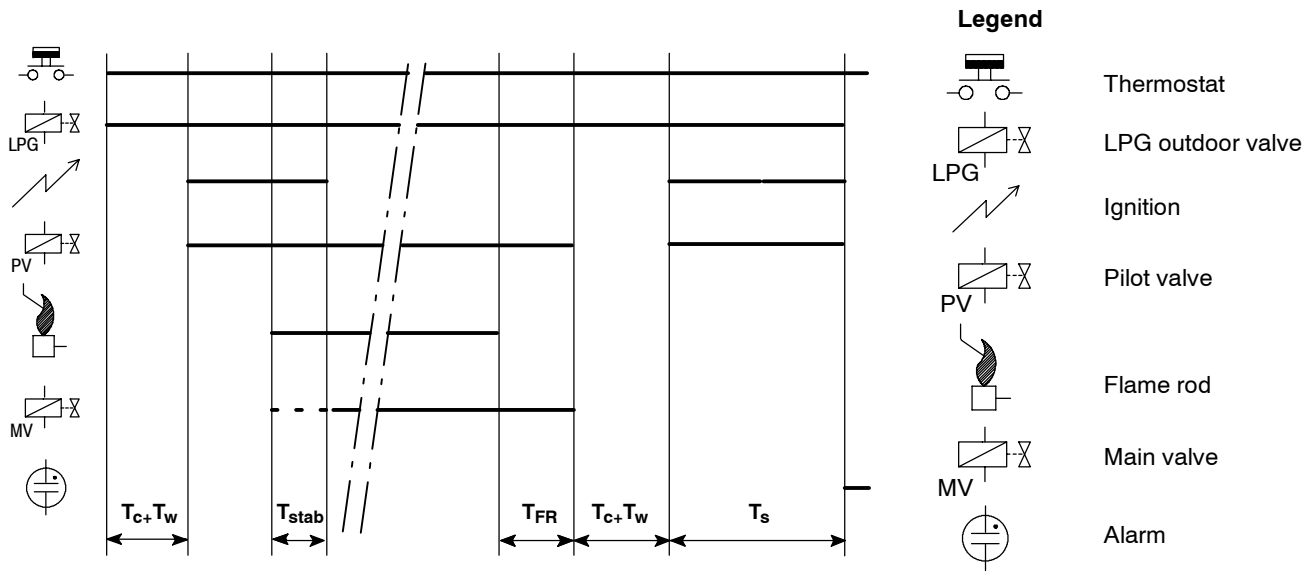 Legend
Thermostat
LPG
LPG outdoor valve
LPG
Ignition
PV
Pilot valve
PV
Flame rod
MV
Main valve
MV
Tc+Tw
Tstab
TFR
Tc+Tw
Ts
Alarm